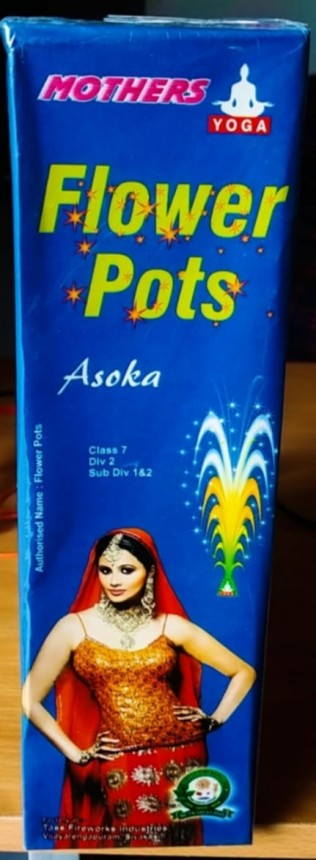 MOTHERS
YOGA
Flower
Pots
Asoka
Class 7
Div 2
Sub Div 1&2
Authorised Name : Flower Pots
Fireworks Industries